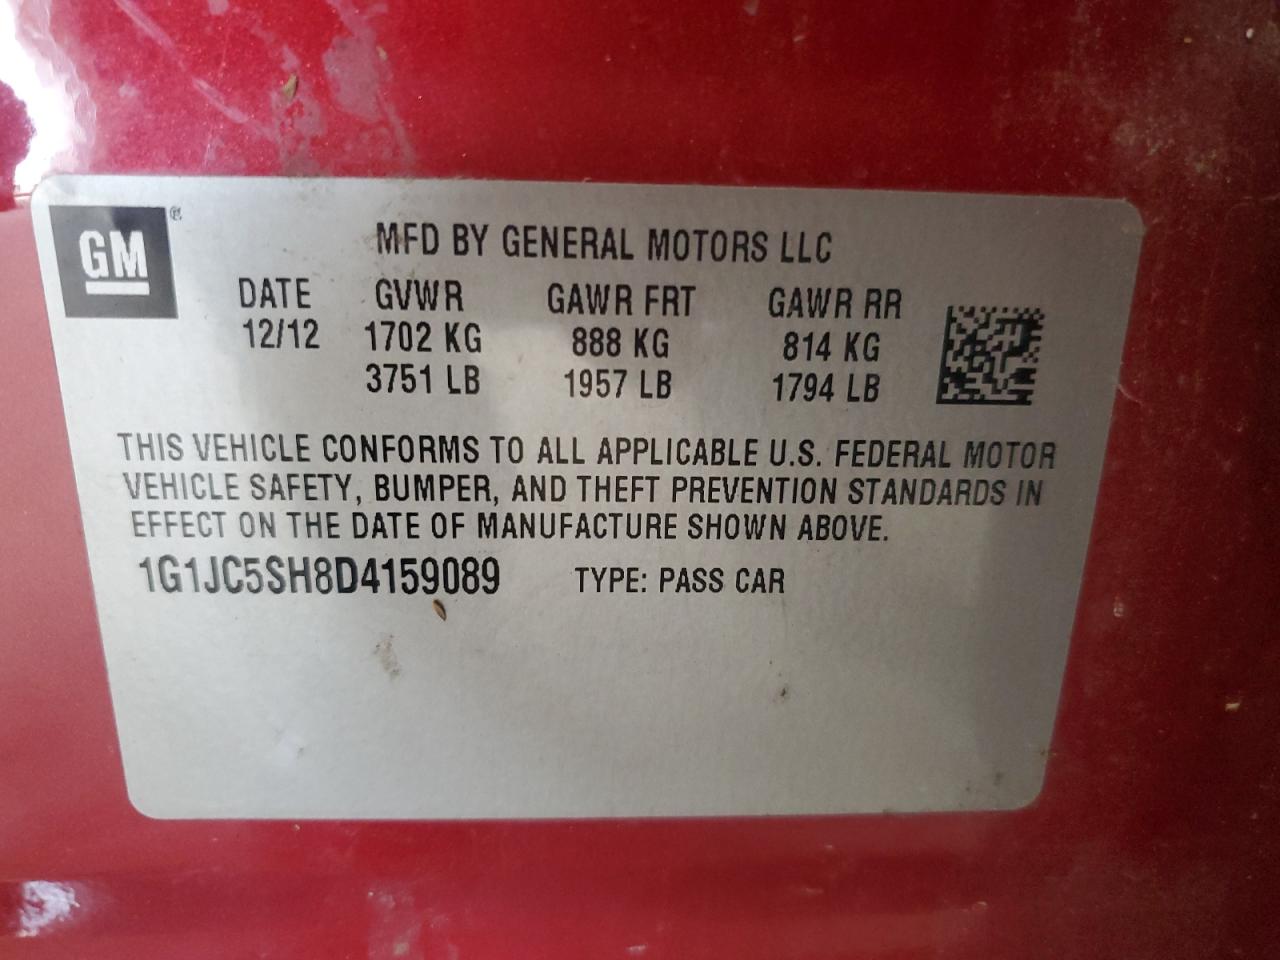 GM®
MFD BY GENERAL MOTORS LLC
DATE GVWR GAWR FRT GAWR RR
12/12 1702 KG 888 KG 814 KG
3751 LB 1957 LB 1794 LB
THIS VEHICLE CONFORMS TO ALL APPLICABLE U.S. FEDERAL MOTOR
VEHICLE SAFETY, BUMPER, AND THEFT PREVENTION STANDARDS IN
EFFECT ON THE DATE OF MANUFACTURE SHOWN ABOVE.
1G1JC5SH8D4159089 TYPE: PASS CAR